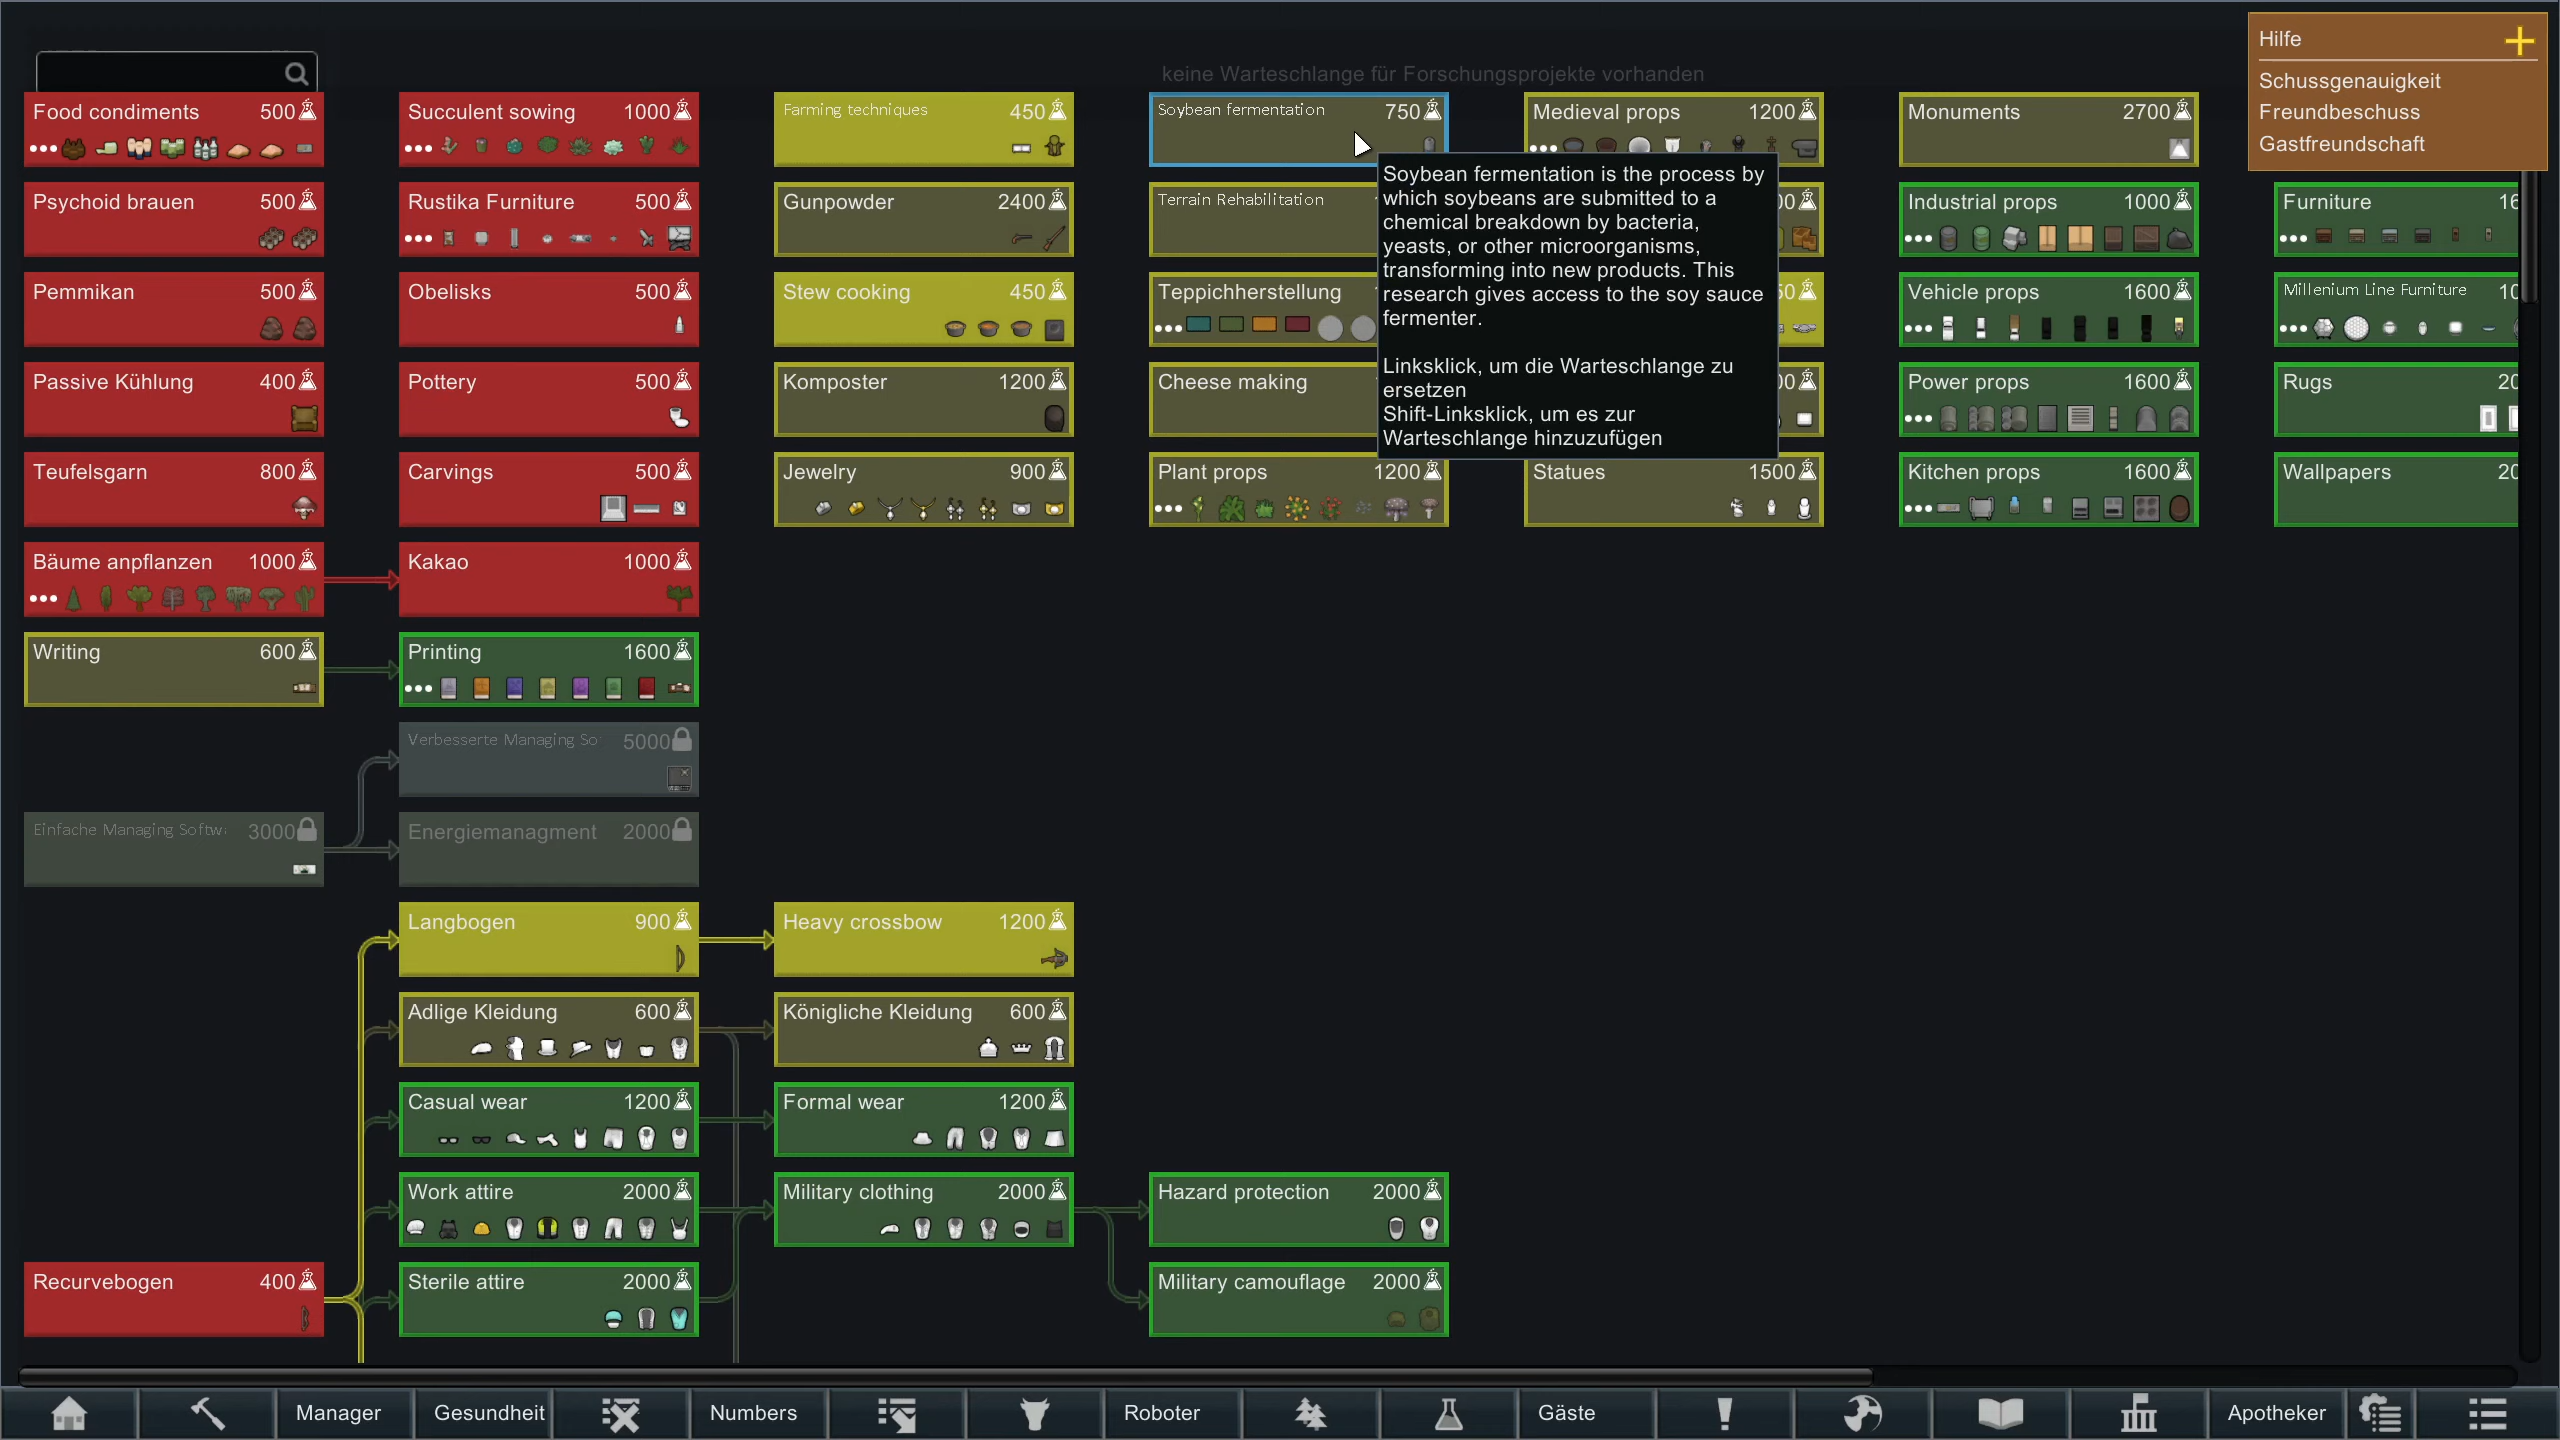 keine Warteschlange für Forschungsprojekte vorhanden
Hilfe
Schussgenauigkeit
Freundbeschuss
Gastfreundschaft
Food condiments 500
Succulent sowing 1000
Farming techniques 450
Soybean fermentation 750
Medieval props 1200
Monuments 2700
Psychoid brauen 500
Rustika Furniture 500
Gunpowder 2400
Terrain Rehabilitation
Industrial props 1000
Furniture
Pemmikan 500
Obelisks 500
Stew cooking 450
Teppichherstellung
Vehicle props 1600
Millenium Line Furniture
Passive Kühlung 400
Pottery 500
Komposter 1200
Cheese making
Power props 1600
Rugs
Soybean fermentation is the process by
which soybeans are submitted to a
chemical breakdown by bacteria,
yeasts, or other microorganisms,
transforming into new products. This
research gives access to the soy sauce
fermenter.
Linksklick, um die Warteschlange zu
ersetzen
Shift-Linksklick, um es zur
Warteschlange hinzuzufügen
Teufelsgarn 800
Carvings 500
Jewelry 900
Plant props 1200
Statues 1500
Kitchen props 1600
Wallpapers
Bäume anpflanzen 1000
Kakao 1000
Writing 600
Printing 1600
Verbesserte Managing So 5000
Einfache Managing Softw 3000
Energiemanagment 2000
Langbogen 900
Heavy crossbow 1200
Adlige Kleidung 600
Königliche Kleidung 600
Casual wear 1200
Formal wear 1200
Work attire 2000
Military clothing 2000
Hazard protection 2000
Recurvebogen 400
Sterile attire 2000
Military camouflage 2000
Manager
Gesundheit
Numbers
Roboter
Gäste
Apotheker